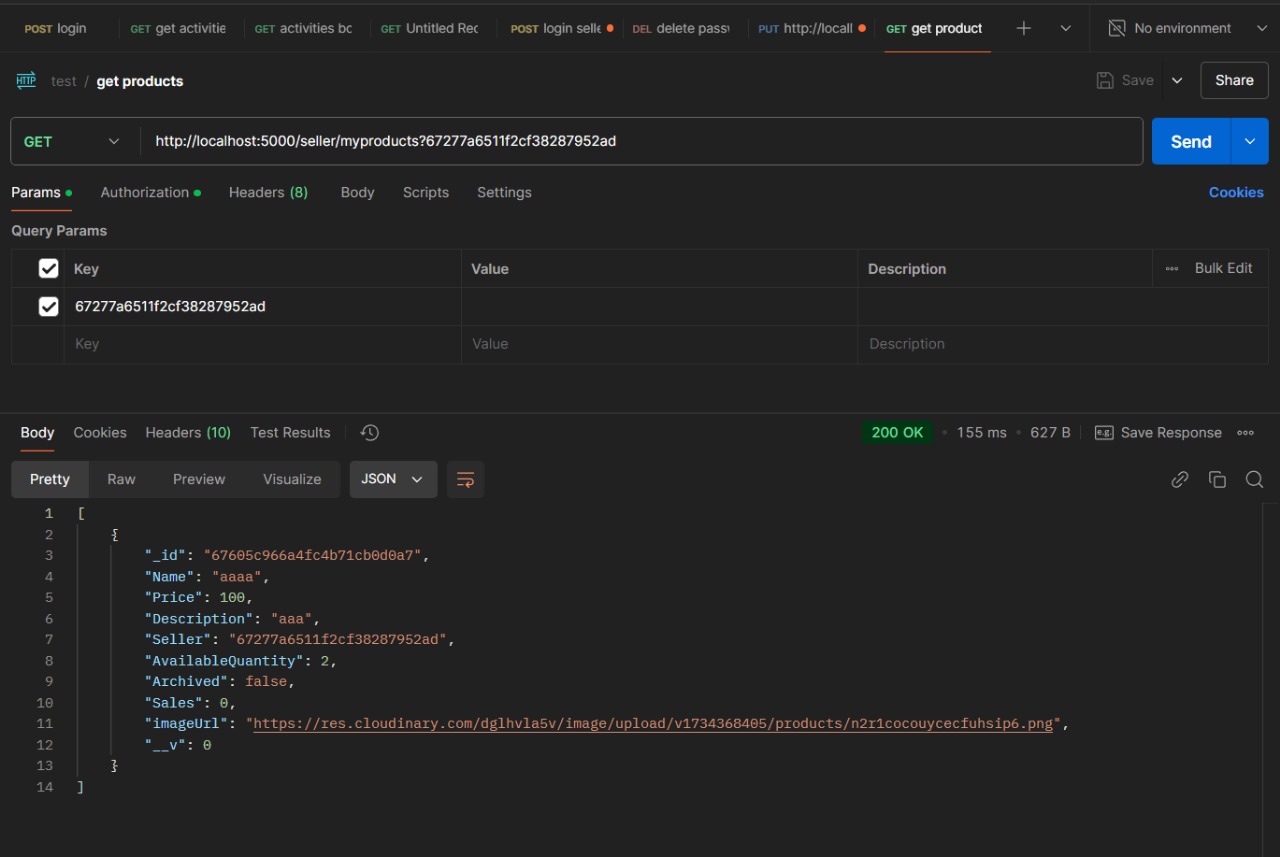 POST login GET get activitie GET activities bc GET Untitled Rec POST login selle DEL delete passv PUT http://locall GET get product No environment
HTTP test / get products Save Share
GET http://localhost:5000/seller/myproducts?67277a6511f2cf38287952ad Send
Params Authorization Headers (8) Body Scripts Settings Cookies
Query Params
Key Value Description Bulk Edit
67277a6511f2cf38287952ad
Key Value Description
Body Cookies Headers (10) Test Results 200 OK 155 ms 627 B e.g. Save Response
Pretty Raw Preview Visualize JSON
1 [
2 {
3 "_id": "67605c966a4fc4b71cb0d0a7",
4 "Name": "aaaa",
5 "Price": 100,
6 "Description": "aaa",
7 "Seller": "67277a6511f2cf38287952ad",
8 "AvailableQuantity": 2,
9 "Archived": false,
10 "Sales": 0,
11 "imageUrl": "https://res.cloudinary.com/dglhvla5v/image/upload/v1734368405/products/n2r1cocouycecfuhsip6.png",
12 "__v": 0
13 }
14 ]